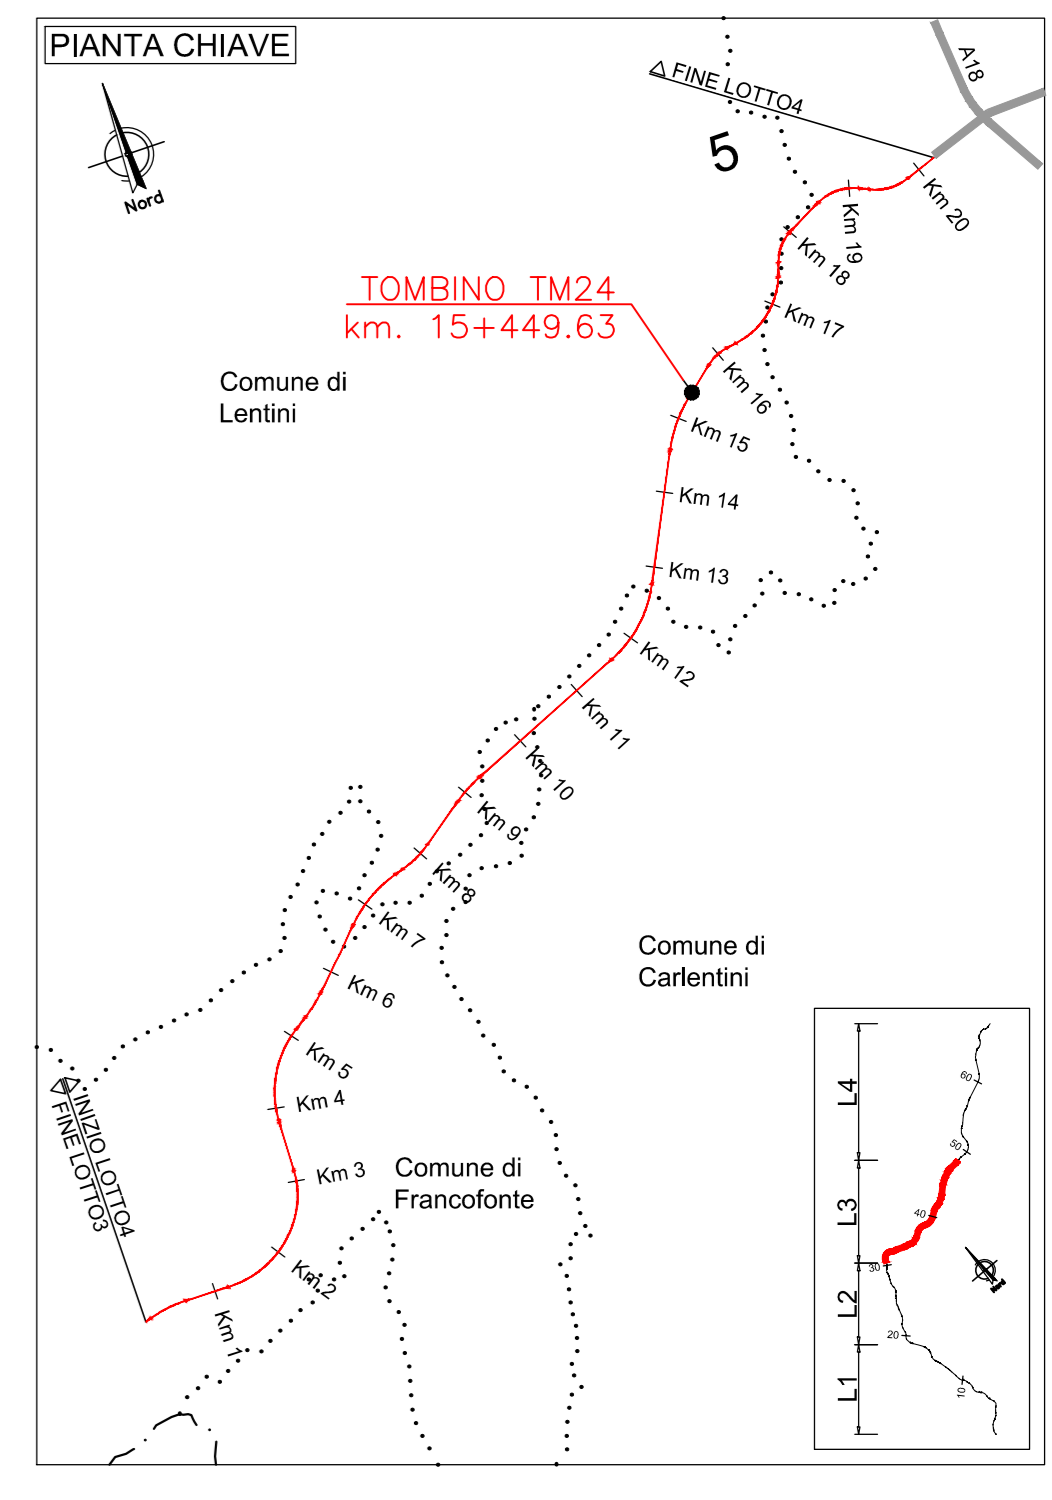 PIANTA CHIAVE
Nord
A18
FINE LOTTO4
5
Km 20
Km 19
Km 18
TOMBINO TM24
km. 15+449.63
Km 17
Km 16
Comune di
Lentini
Km 15
Km 14
Km 13
Km 12
Km 11
Km 10
Km 9
Km 8
Km 7
Comune di
Carlentini
Km 6
Km 5
Km 4
INIZIO LOTTO4
FINE LOTTO3
Km 3
Comune di
Francofonte
Km 2
Km 1
L4
60
50
L3
40
30
L2
20
L1
10